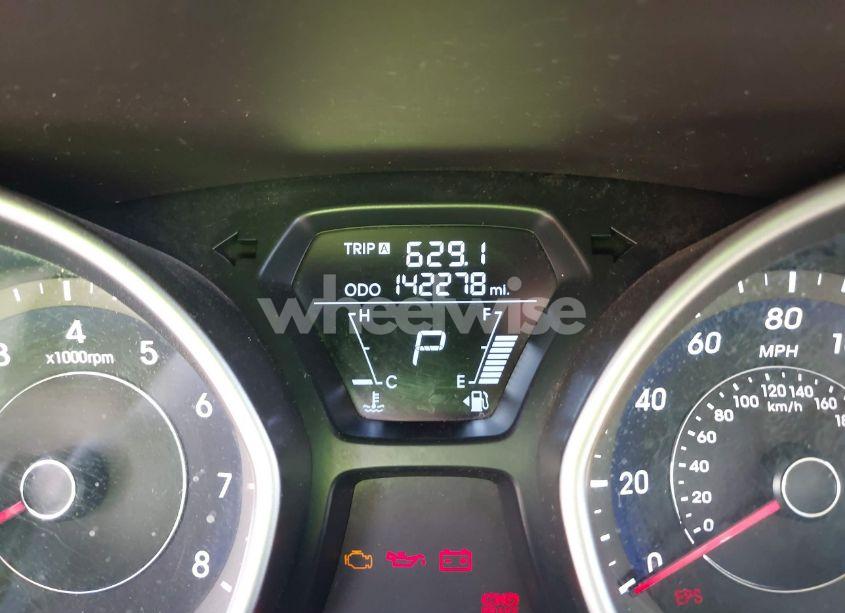 TRIP A 629.1
ODO 142278 mi.
wheelwise
H F
P
C E
3 4 5 6 7 8
x1000rpm
0 20 40 60 80
MPH
0 20 40 60 80 100 120 140 160
km/h
EPS